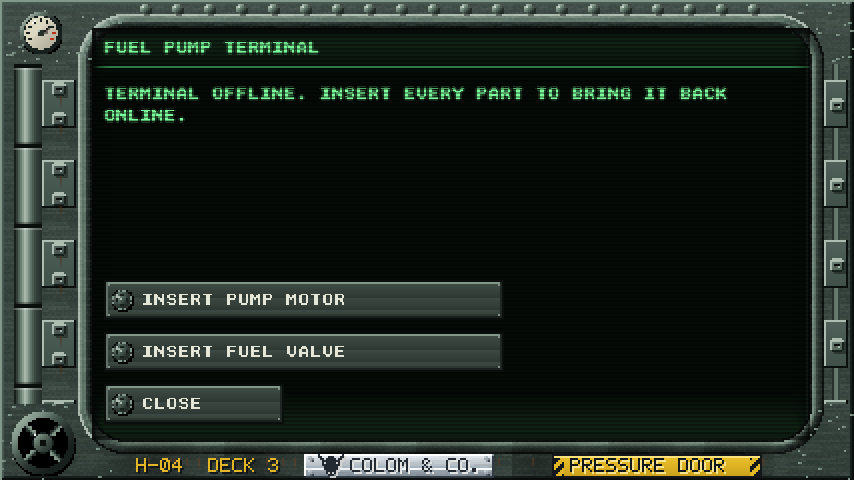 FUEL PUMP TERMINAL
TERMINAL OFFLINE. INSERT EVERY PART TO BRING IT BACK
ONLINE.
INSERT PUMP MOTOR
INSERT FUEL VALVE
CLOSE
H-04 DECK 3 COLOM & CO. PRESSURE DOOR